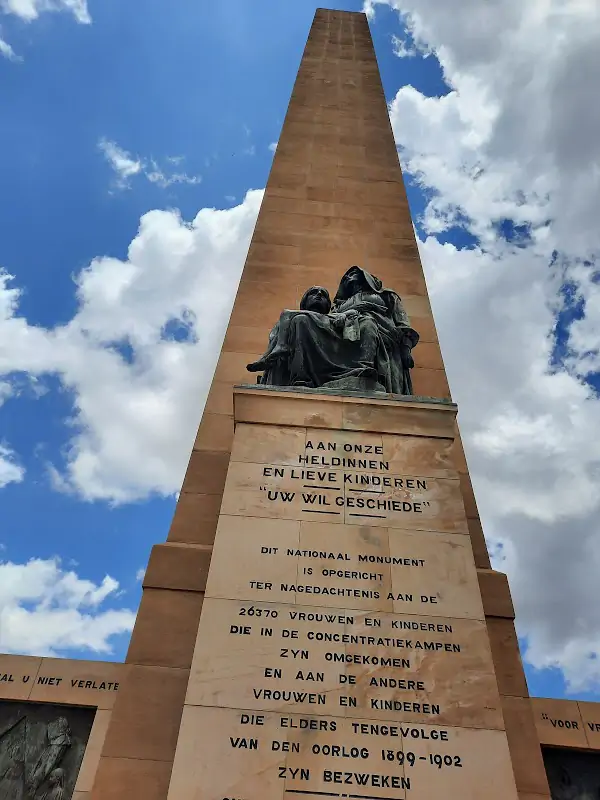 AAN ONZE
HELDINNEN
EN LIEVE KINDEREN
"UW WIL GESCHIEDE"
DIT NATIONAAL MONUMENT
IS OPGERICHT
TER NAGEDACHTENIS AAN DE
26370 VROUWEN EN KINDEREN
DIE IN DE CONCENTRATIEKAMPEN
ZYN OMGEKOMEN
EN AAN DE ANDERE
VROUWEN EN KINDEREN
DIE ELDERS TENGEVOLGE
VAN DEN OORLOG 1899-1902
ZYN BEZWEKEN
U NIET VERLATE
"VOOR